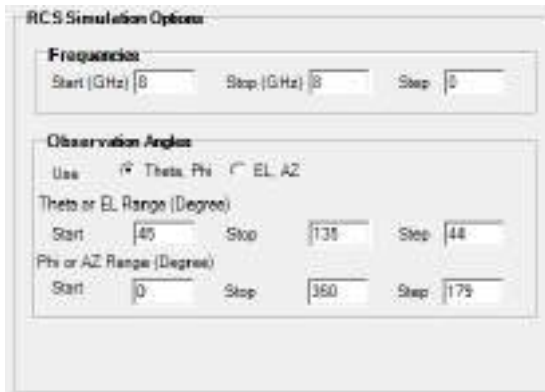 RCS Simulation Options
Frequencies
Start (GHz) 8 Stop (GHz) 8 Step 0
Observation Angles
Use Theta, Phi EL, AZ
Theta or EL Range (Degree)
Start 45 Stop 135 Step 44
Phi or AZ Range (Degree)
Start 0 Stop 360 Step 179